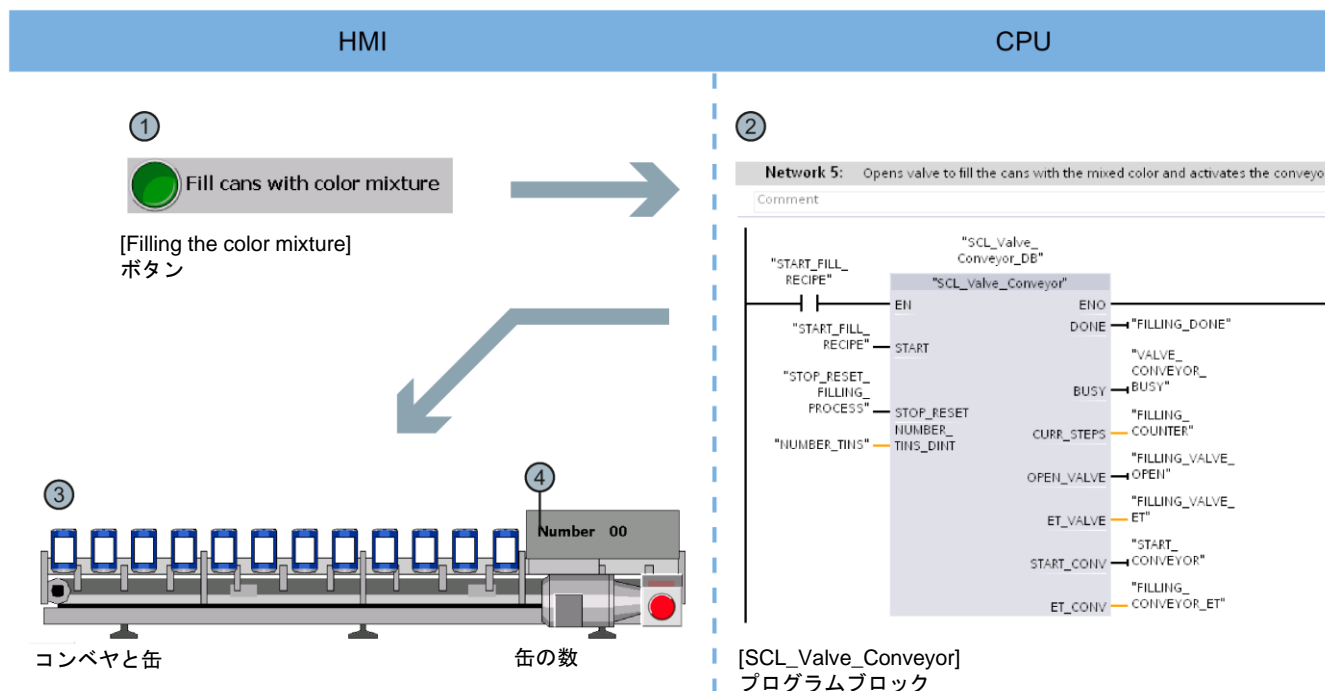 HMI
CPU
①
Fill cans with color mixture
[Filling the color mixture]
ボタン
②
Network 5: Opens valve to fill the cans with the mixed color and activates the conveyo
Comment
"SCL_Valve_
Conveyor_DB"
"START_FILL_
RECIPE"
"SCL_Valve_Conveyor"
EN
ENO
"START_FILL_
RECIPE"
START
DONE
"FILLING_DONE"
"STOP_RESET_
FILLING_
PROCESS"
STOP_RESET
BUSY
"VALVE_
CONVEYOR_
BUSY"
"NUMBER_TINS"
NUMBER_
TINS_DINT
CURR_STEPS
"FILLING_
COUNTER"
OPEN_VALVE
"FILLING_VALVE_
OPEN"
ET_VALVE
"FILLING_VALVE_
ET"
START_CONV
"START_
CONVEYOR"
ET_CONV
"FILLING_
CONVEYOR_ET"
③
④
Number 00
コンベヤと缶
缶の数
[SCL_Valve_Conveyor]
プログラムブロック